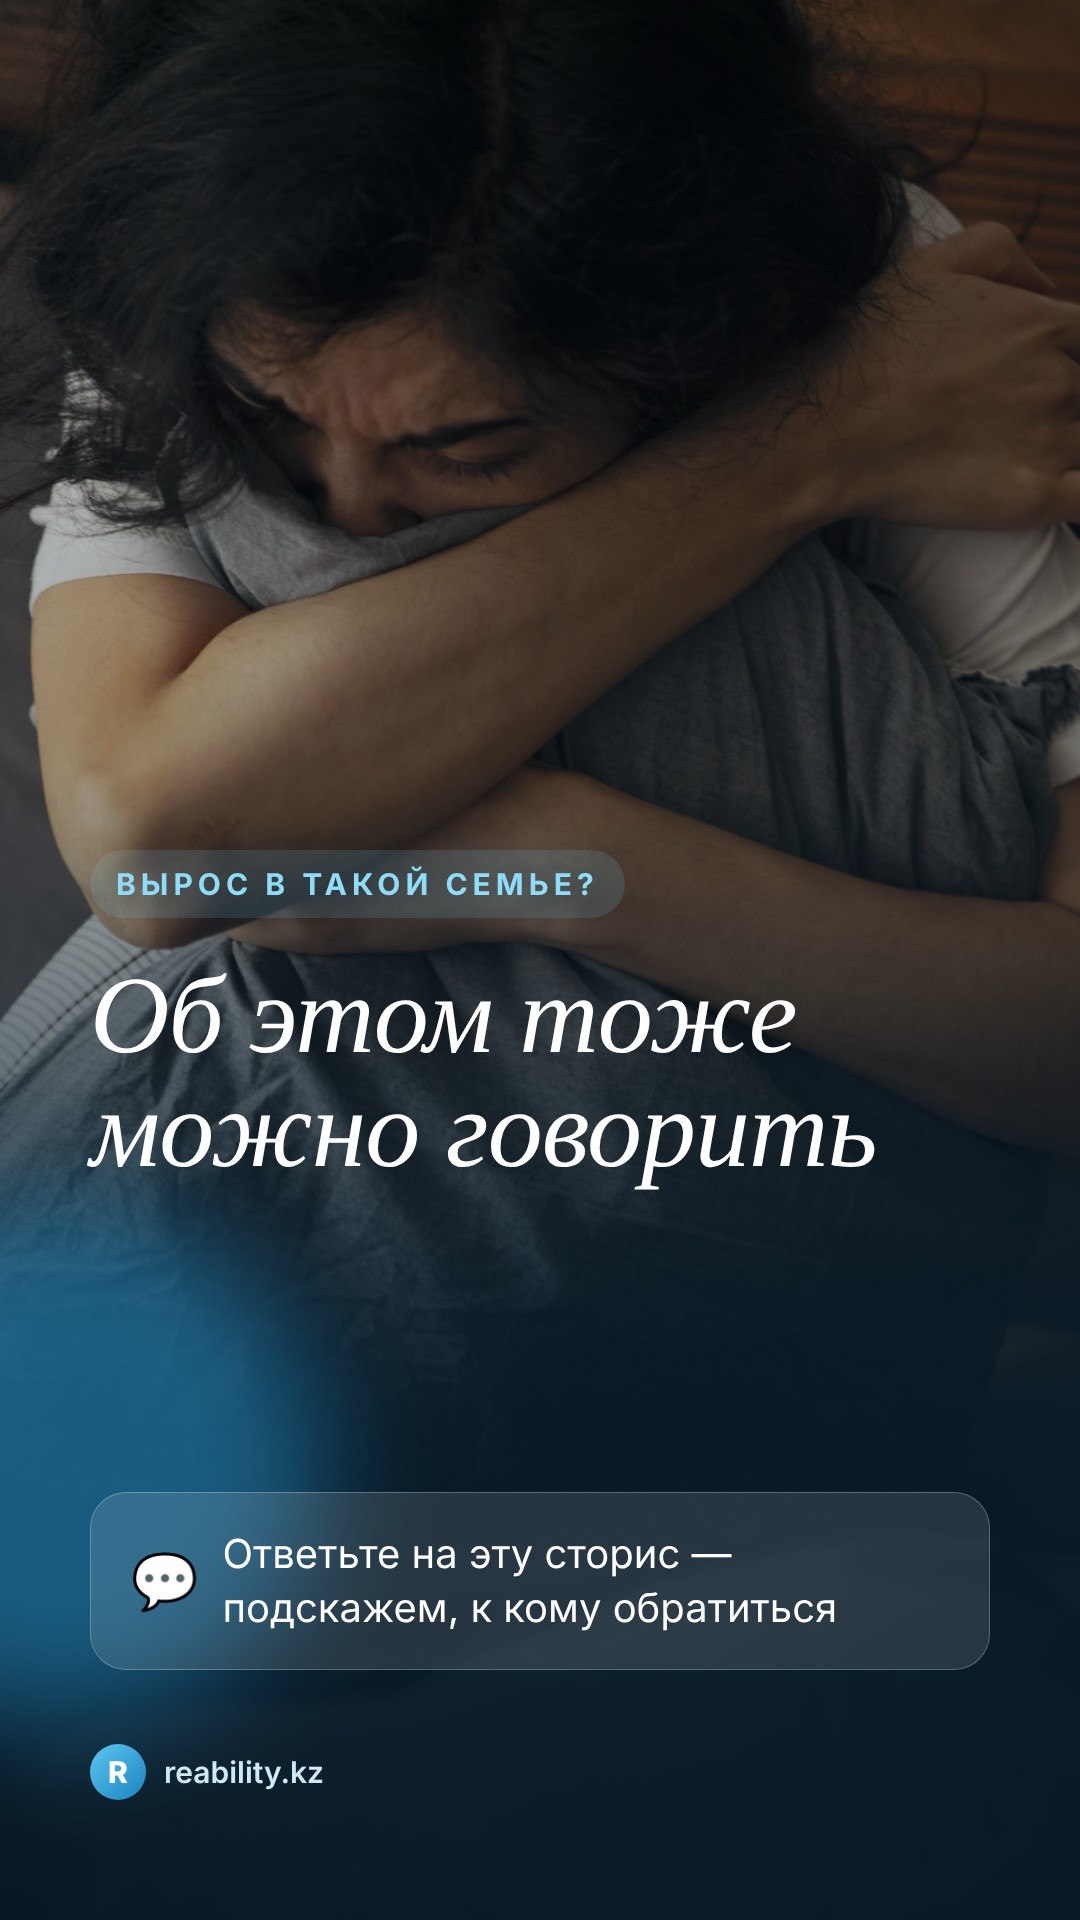 ВЫРОС В ТАКОЙ СЕМЬЕ?
Об этом тоже
можно говорить
Ответьте на эту сторис —
подскажем, к кому обратиться
R reability.kz